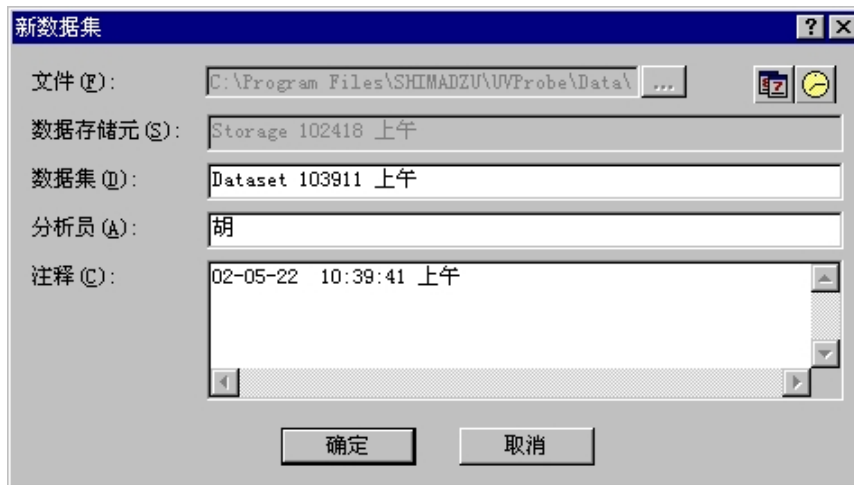 新数据集
文件(F): C:\Program Files\SHIMADZU\UVProbe\Data\ ...
数据存储元(S): Storage 102418 上午
数据集(D): Dataset 103911 上午
分析员(A): 胡
注释(C): 02-05-22 10:39:41 上午
确定 取消